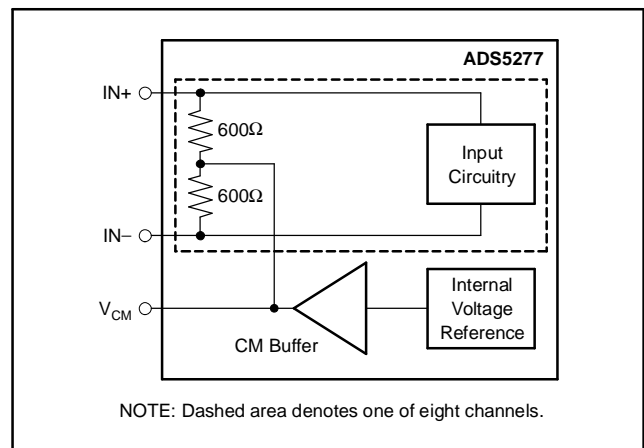 ADS5277
IN+
600Ω
600Ω
Input
Circuitry
IN−
V_CM
CM Buffer
Internal
Voltage
Reference
NOTE: Dashed area denotes one of eight channels.